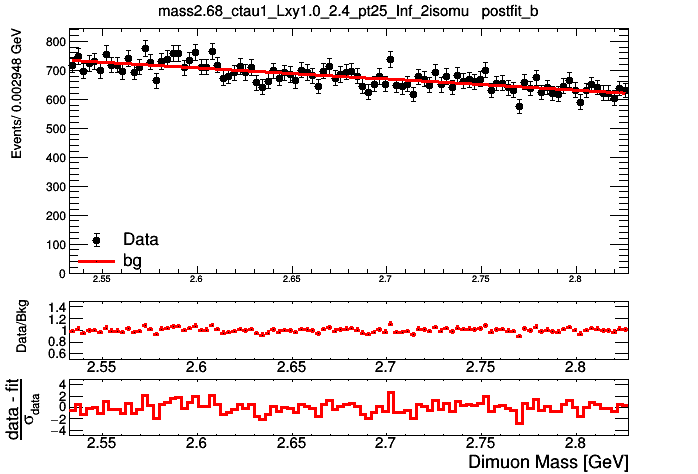 mass2.68_ctau1_Lxy1.0_2.4_pt25_Inf_2isomu postfit_b
Events/ 0.002948 GeV
800
700
600
500
400
300
200
100
0
Data
bg
2.55 2.6 2.65 2.7 2.75 2.8
Data/Bkg
1.4
1.2
1
0.8
0.6
2.55 2.6 2.65 2.7 2.75 2.8
data - fit
σdata
4
2
0
−2
−4
2.55 2.6 2.65 2.7 2.75 2.8
Dimuon Mass [GeV]